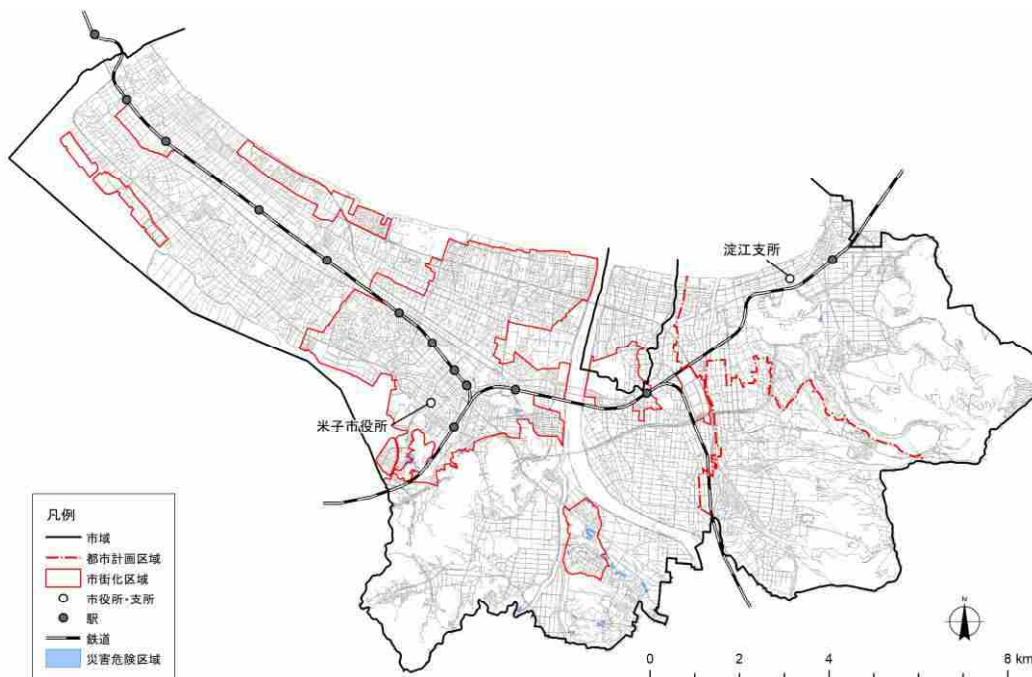 淀江支所
米子市役所
凡例
市域
都市計画区域
市街化区域
市役所・支所
駅
鉄道
災害危険区域
N
0 2 4 8 km